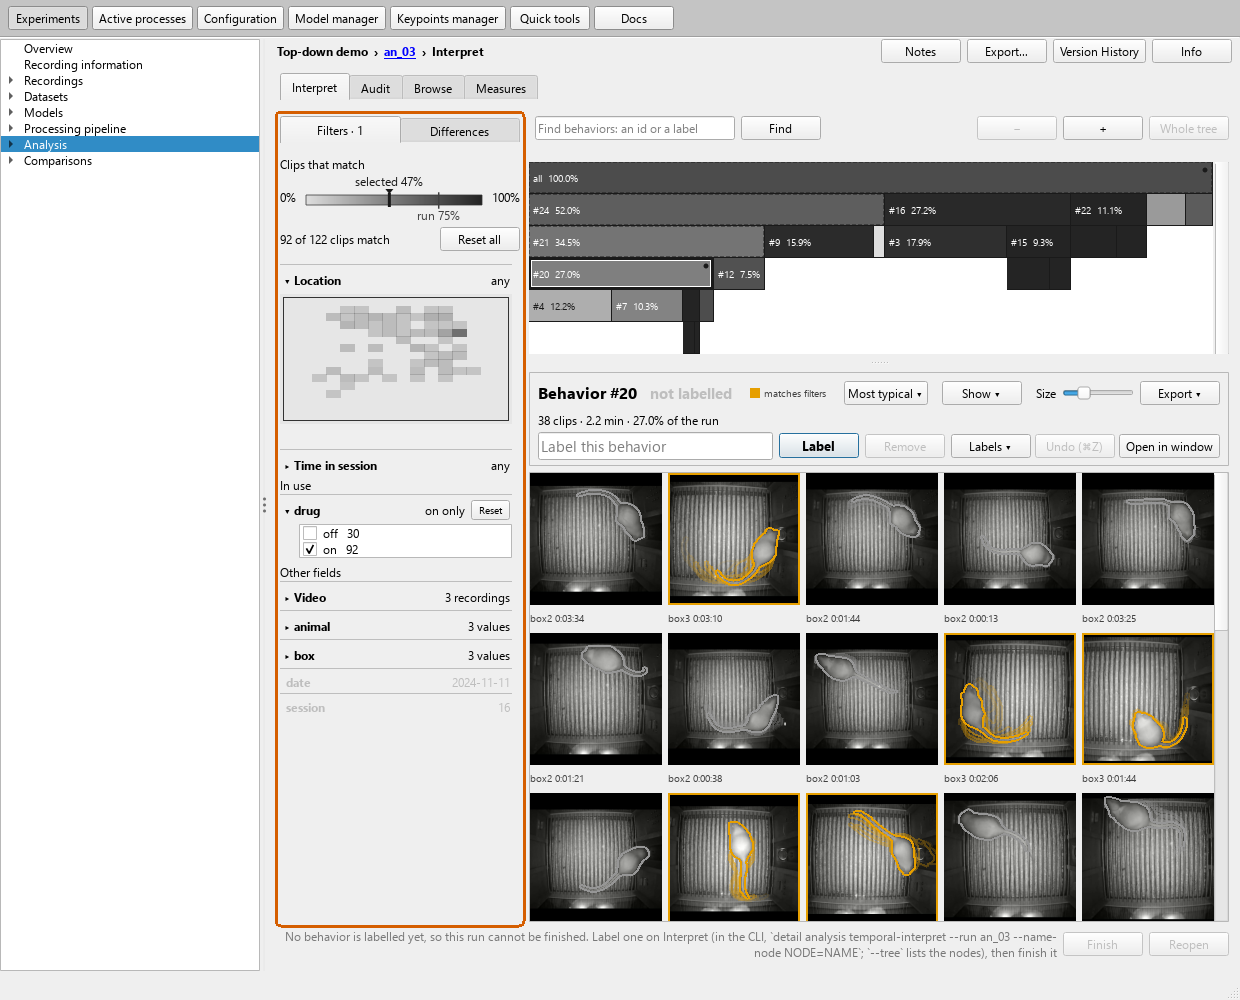 Experiments
Active processes
Configuration
Model manager
Keypoints manager
Quick tools
Docs
Overview
Recording information
Recordings
Datasets
Models
Processing pipeline
Analysis
Comparisons
Top-down demo › an_03 › Interpret
Notes
Export...
Version History
Info
Interpret
Audit
Browse
Measures
Filters · 1
Differences
Clips that match
selected 47%
0%
100%
run 75%
92 of 122 clips match
Reset all
Location
any
Time in session
any
In use
drug
on only
Reset
off 30
on 92
Other fields
Video
3 recordings
animal
3 values
box
3 values
date
2024-11-11
session
16
Find behaviors: an id or a label
Find
−
+
Whole tree
all 100.0%
#24 52.0%
#16 27.2%
#22 11.1%
#21 34.5%
#9 15.9%
#3 17.9%
#15 9.3%
#20 27.0%
#12 7.5%
#4 12.2%
#7 10.3%
Behavior #20
not labelled
matches filters
Most typical
Show
Size
Export
38 clips · 2.2 min · 27.0% of the run
Label this behavior
Label
Remove
Labels
Undo (⌘Z)
Open in window
box2 0:03:34
box3 0:03:10
box2 0:01:44
box2 0:00:13
box2 0:03:25
box2 0:01:21
box2 0:00:38
box2 0:01:03
box3 0:02:06
box3 0:01:44
No behavior is labelled yet, so this run cannot be finished. Label one on Interpret (in the CLI, `detail analysis temporal-interpret --run an_03 --name-
node NODE=NAME`; `--tree` lists the nodes), then finish it
Finish
Reopen